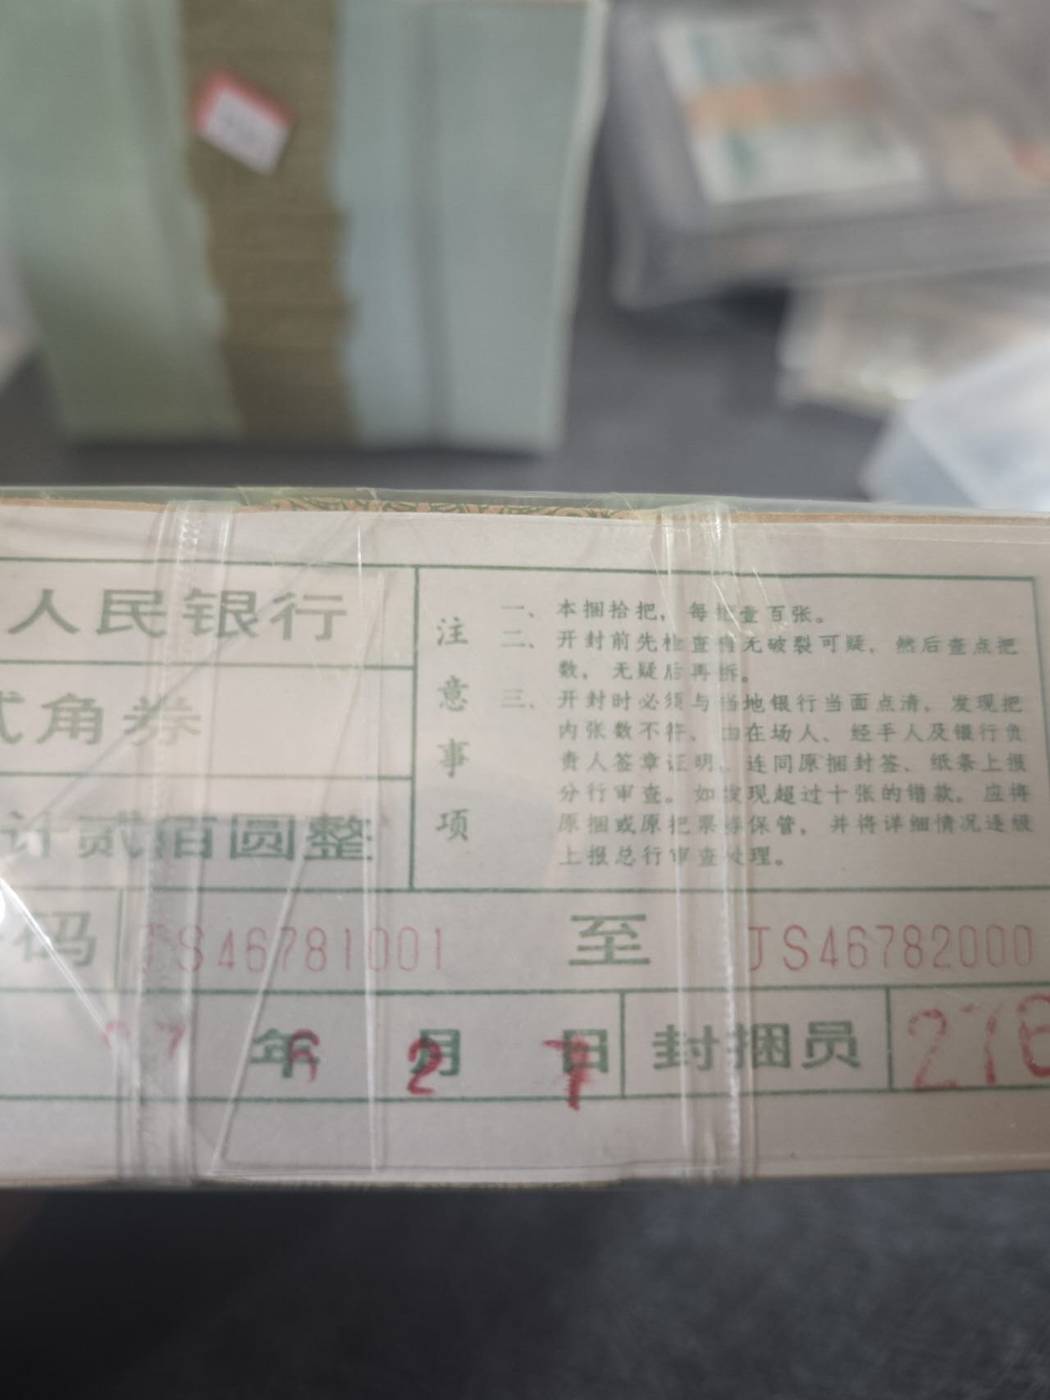 人民银行
贰角券
计贰佰圆整
注意事项
一、本捆拾把，每把壹百张。
二、开封前先检查有无破裂可疑，然后查点把
数，无疑后再拆。
三、开封时必须与当地银行当面点清，发现把
内张数不符，由在场人、经手人及银行负
责人签章证明，连同原捆封签、纸条上报
分行审查。如发现超过十张的错款，应将
原捆或原把票券保管，并将详细情况逐级
上报总行审查处理。
码 JS46781001 至 JS46782000
年 月 日 封捆员 276